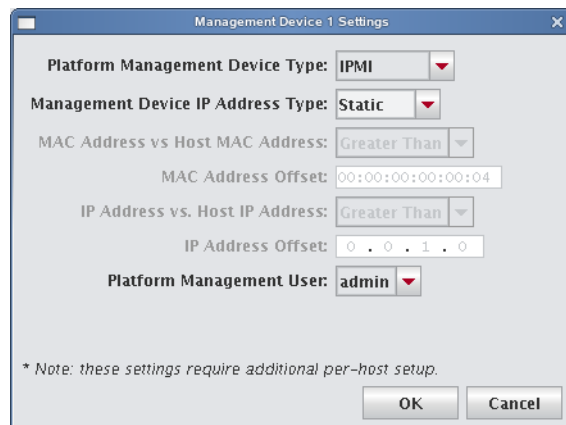 Management Device 1 Settings
Platform Management Device Type: IPMI
Management Device IP Address Type: Static
MAC Address vs Host MAC Address: Greater Than
MAC Address Offset: 00:00:00:00:00:04
IP Address vs. Host IP Address: Greater Than
IP Address Offset: 0 . 0 . 1 . 0
Platform Management User: admin
* Note: these settings require additional per-host setup.
OK Cancel